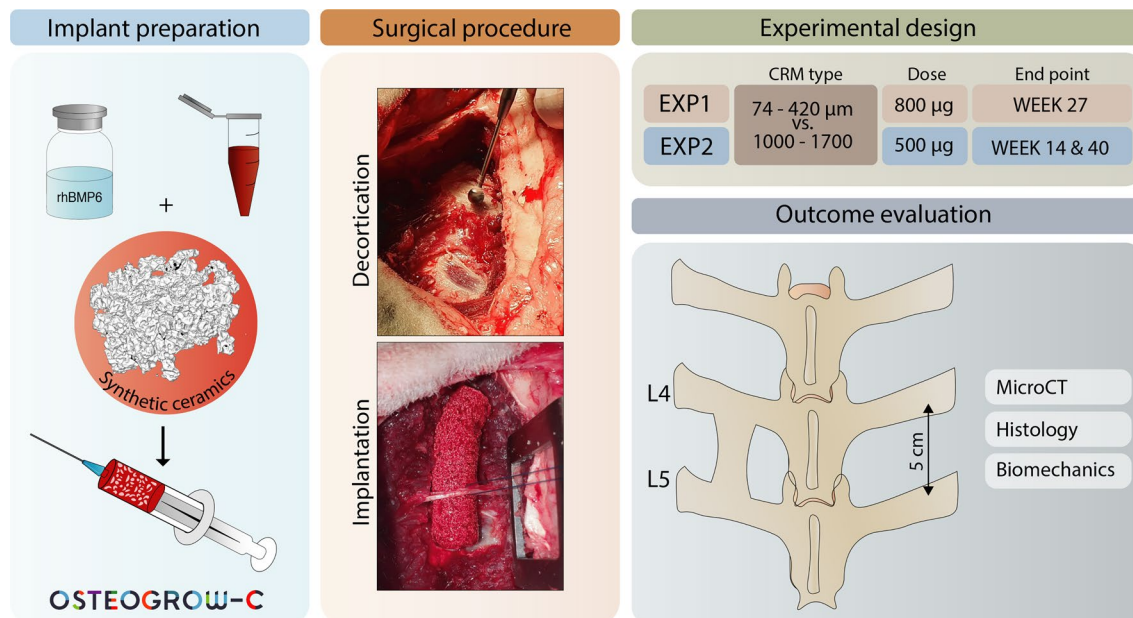 Implant preparation
rhBMP6
+
Synthetic ceramics
OSTEOGROW-C
Surgical procedure
Decortication
Implantation
Experimental design
CRM type
Dose
End point
EXP1
74 - 420 µm
vs.
1000 - 1700
800 µg
WEEK 27
EXP2
500 µg
WEEK 14 & 40
Outcome evaluation
L4
L5
5 cm
MicroCT
Histology
Biomechanics